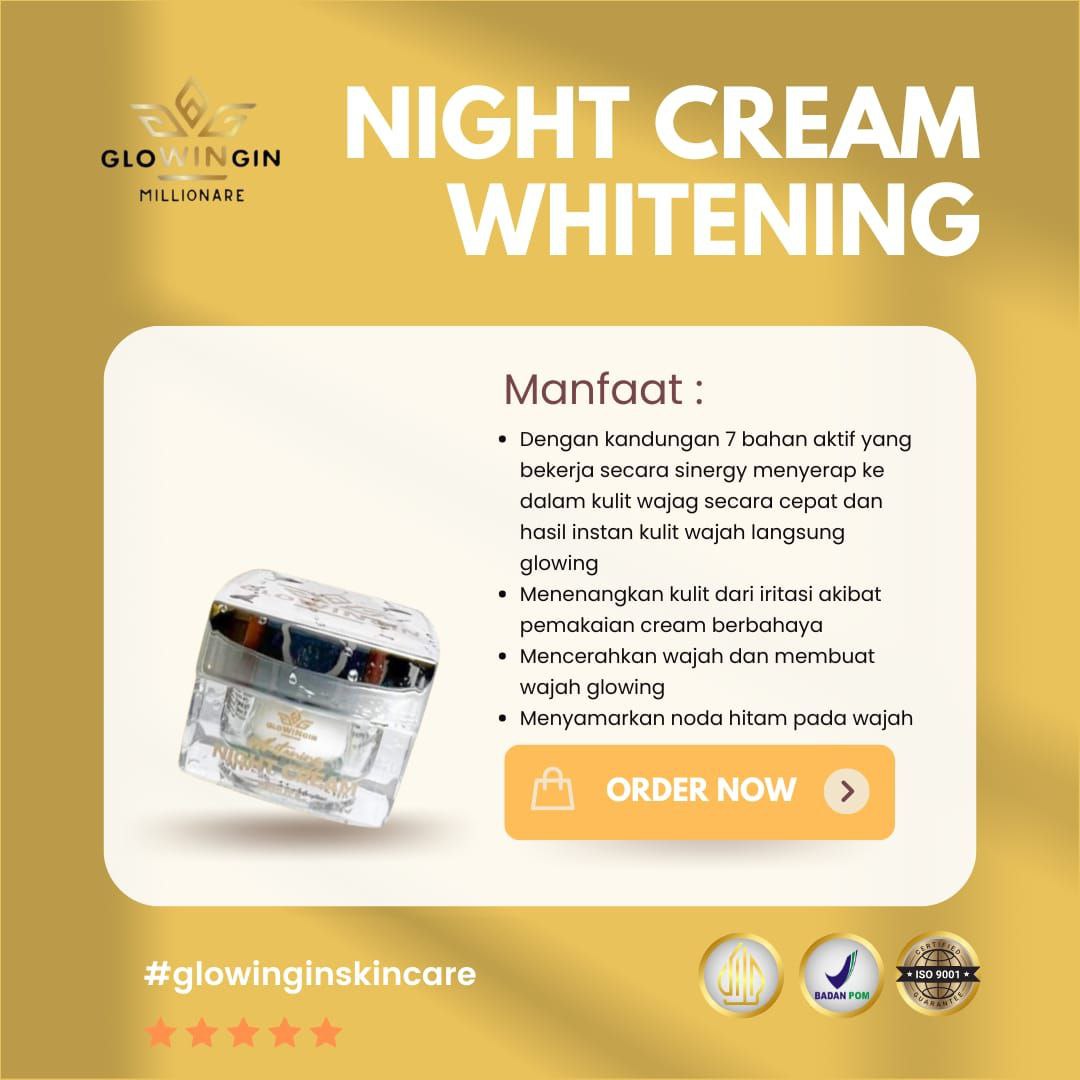 GLOWINGIN
MILLIONARE
NIGHT CREAM
WHITENING
Manfaat :
• Dengan kandungan 7 bahan aktif yang
bekerja secara sinergy menyerap ke
dalam kulit wajag secara cepat dan
hasil instan kulit wajah langsung
glowing
• Menenangkan kulit dari iritasi akibat
pemakaian cream berbahaya
• Mencerahkan wajah dan membuat
wajah glowing
• Menyamarkan noda hitam pada wajah
GLOWINGIN
NIGHT CREAM
ORDER NOW
#glowinginskincare
BADAN POM
CERTIFIED
ISO 9001
GUARANTEE